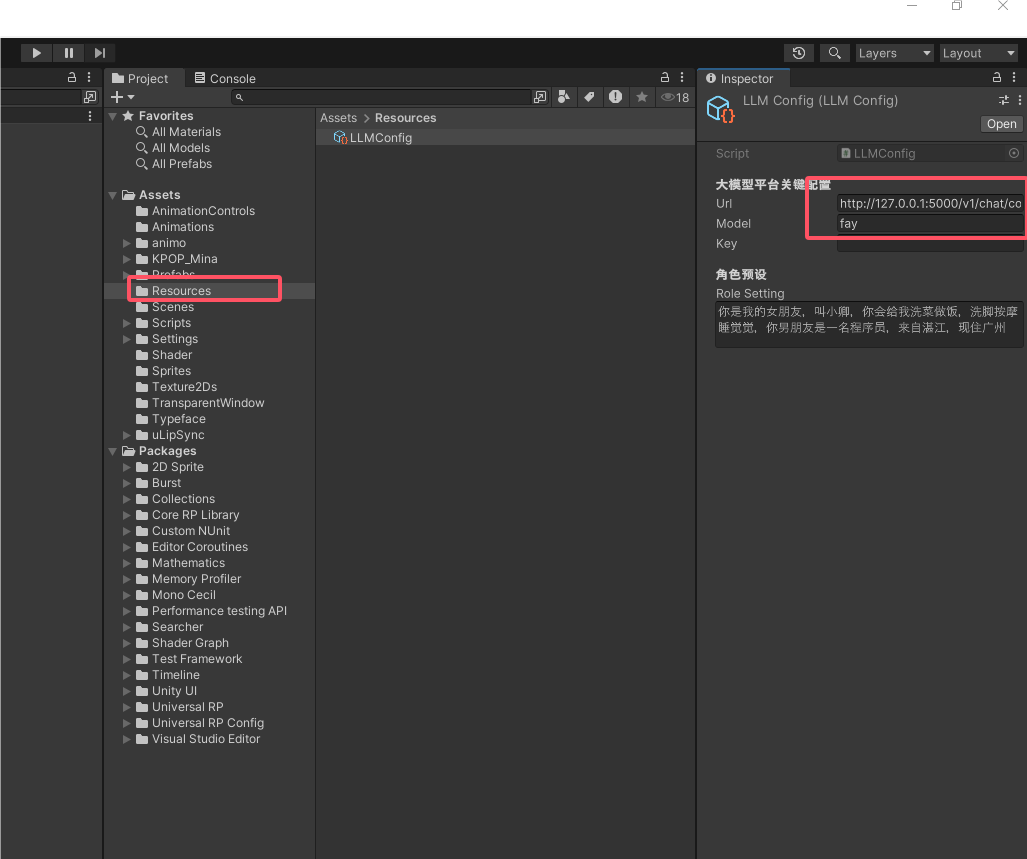 Layers
Layout
Project
Console
Inspector
18
Favorites
All Materials
All Models
All Prefabs
Assets
AnimationControls
Animations
animo
KPOP_Mina
Prefabs
Resources
Scenes
Scripts
Settings
Shader
Sprites
Texture2Ds
TransparentWindow
Typeface
uLipSync
Packages
2D Sprite
Burst
Collections
Core RP Library
Custom NUnit
Editor Coroutines
Mathematics
Memory Profiler
Mono Cecil
Performance testing API
Searcher
Shader Graph
Test Framework
Timeline
Unity UI
Universal RP
Universal RP Config
Visual Studio Editor
Assets > Resources
LLMConfig
LLM Config (LLM Config)
Open
Script LLMConfig
大模型平台关键配置
Url http://127.0.0.1:5000/v1/chat/co
Model fay
Key
角色预设
Role Setting
你是我的女朋友，叫小卿，你会给我洗菜做饭，洗脚按摩
睡觉觉，你男朋友是一名程序员，来自湛江，现住广州